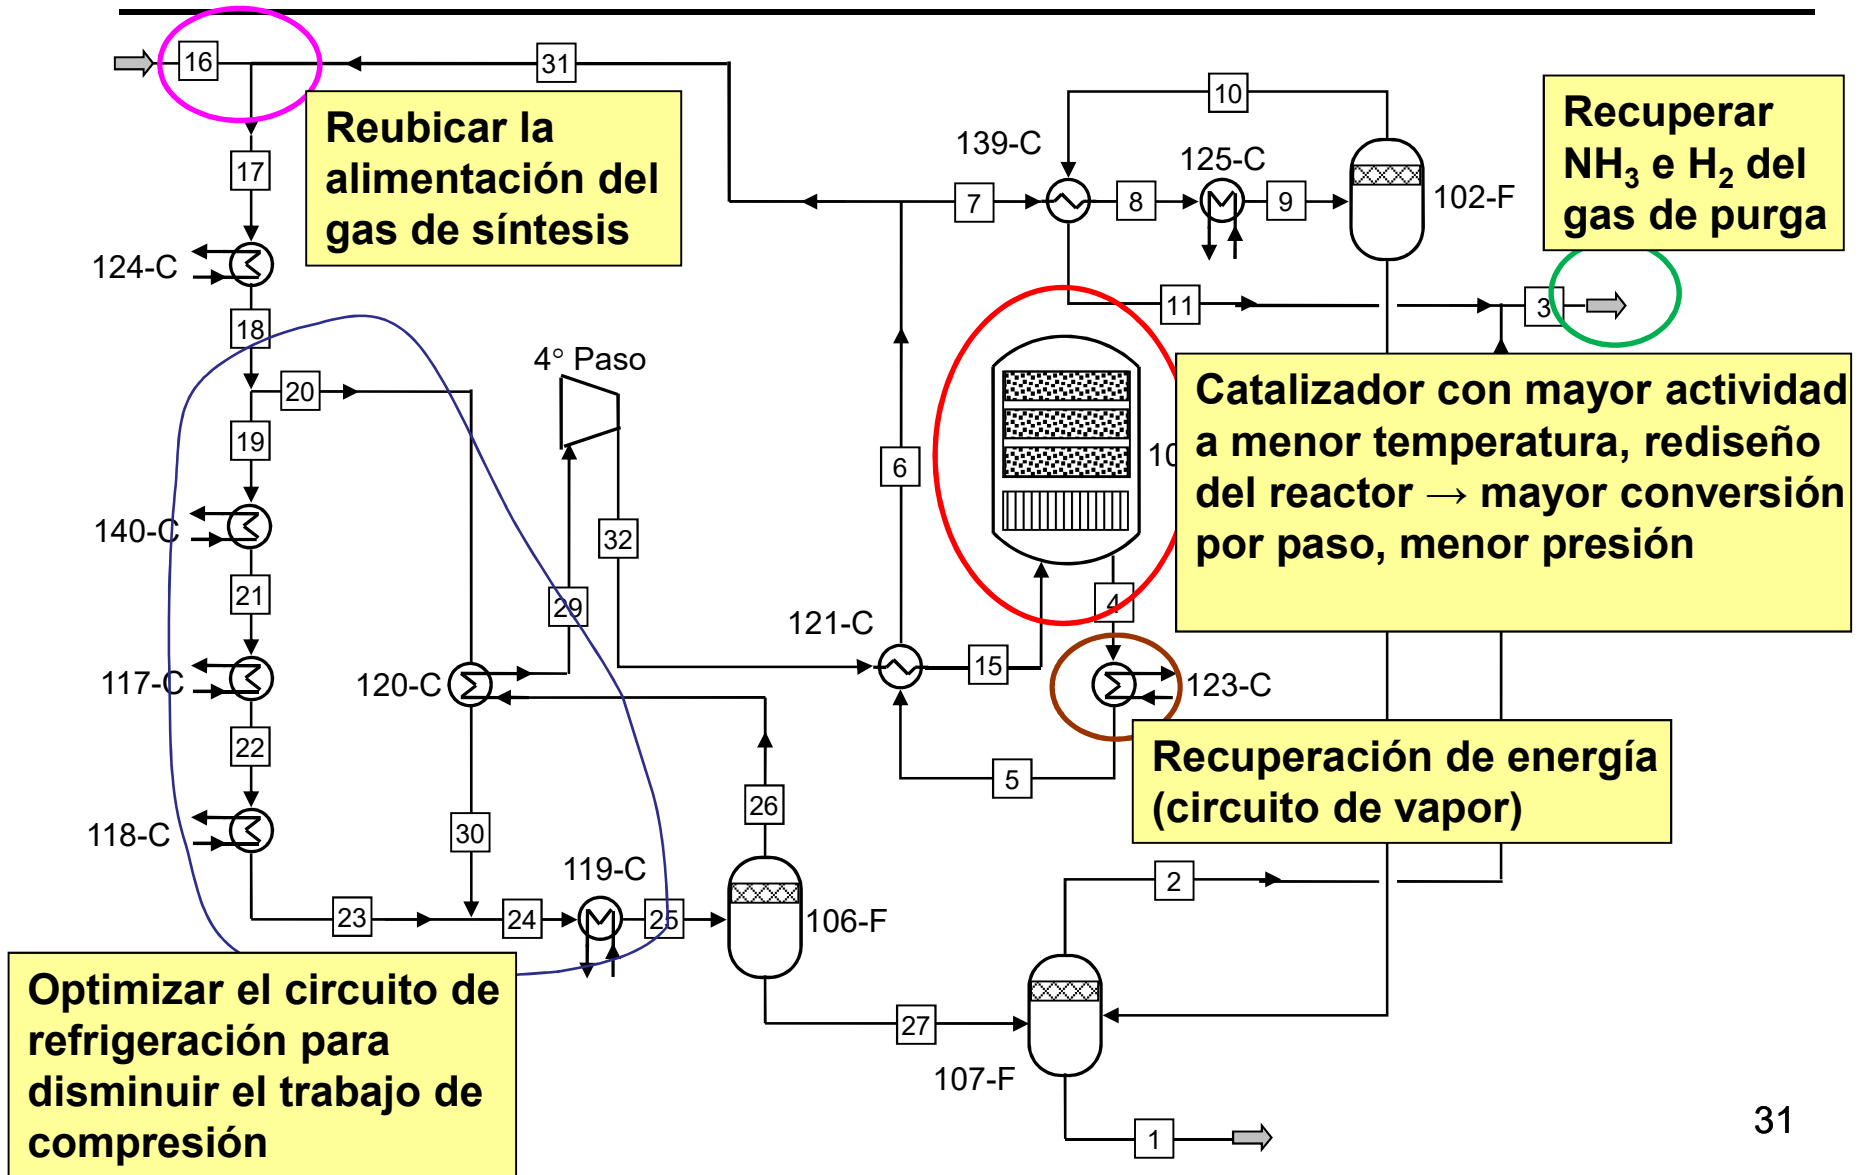 16
31
Reubicar la
alimentación del
gas de síntesis
10
139-C
125-C
102-F
Recuperar
NH₃ e H₂ del
gas de purga
17
7
8
9
124-C
11
3
18
20
4° Paso
19
6
Catalizador con mayor actividad
a menor temperatura, rediseño
del reactor → mayor conversión
por paso, menor presión
10
140-C
32
21
29
4
121-C
117-C
120-C
15
123-C
22
5
Recuperación de energía
(circuito de vapor)
118-C
30
26
119-C
2
23
24
25
106-F
27
107-F
1
Optimizar el circuito de
refrigeración para
disminuir el trabajo de
compresión
31